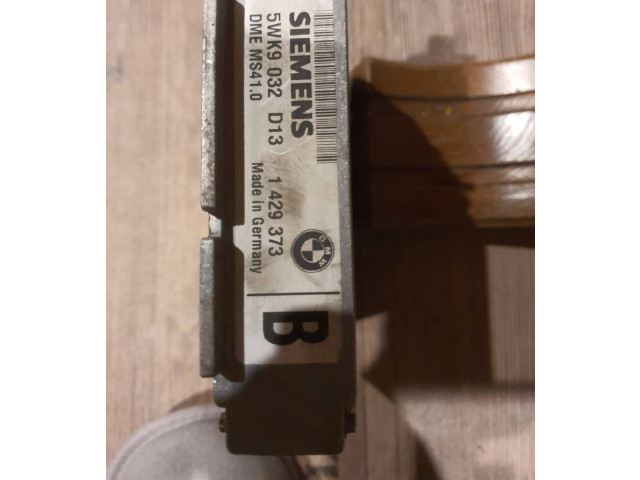 SIEMENS
5WK9 032 D13 1 429 373
DME MS41.0 Made in Germany
BMW
B